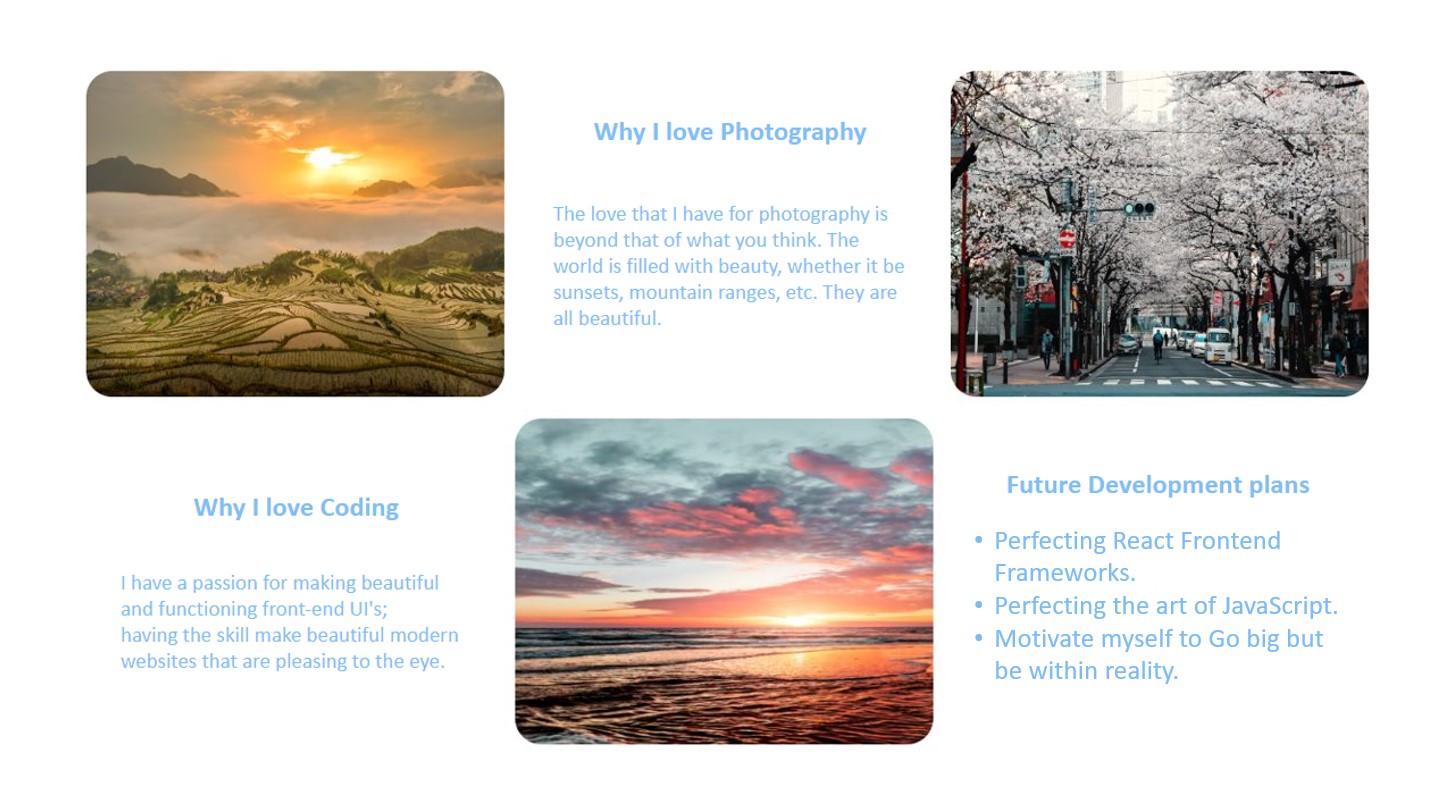 Why I love Photography
The love that I have for photography is
beyond that of what you think. The
world is filled with beauty, whether it be
sunsets, mountain ranges, etc. They are
all beautiful.
Why I love Coding
I have a passion for making beautiful
and functioning front-end UI's;
having the skill make beautiful modern
websites that are pleasing to the eye.
Future Development plans
• Perfecting React Frontend
Frameworks.
• Perfecting the art of JavaScript.
• Motivate myself to Go big but
be within reality.